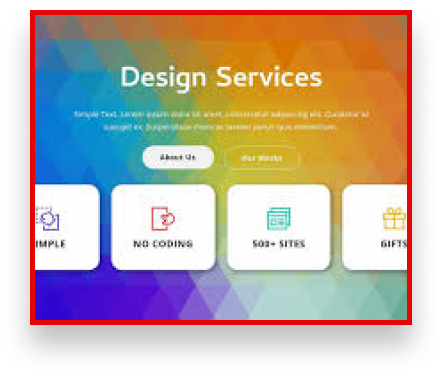 Design Services
Simple Text. Lorem ipsum dolor sit amet, consectetur adipiscing elit. Curabitur id
suscipit ex. Suspendisse rhoncus laoreet purus quis elementum.
About Us
Our Works
IMPLE
NO CODING
500+ SITES
GIFTS